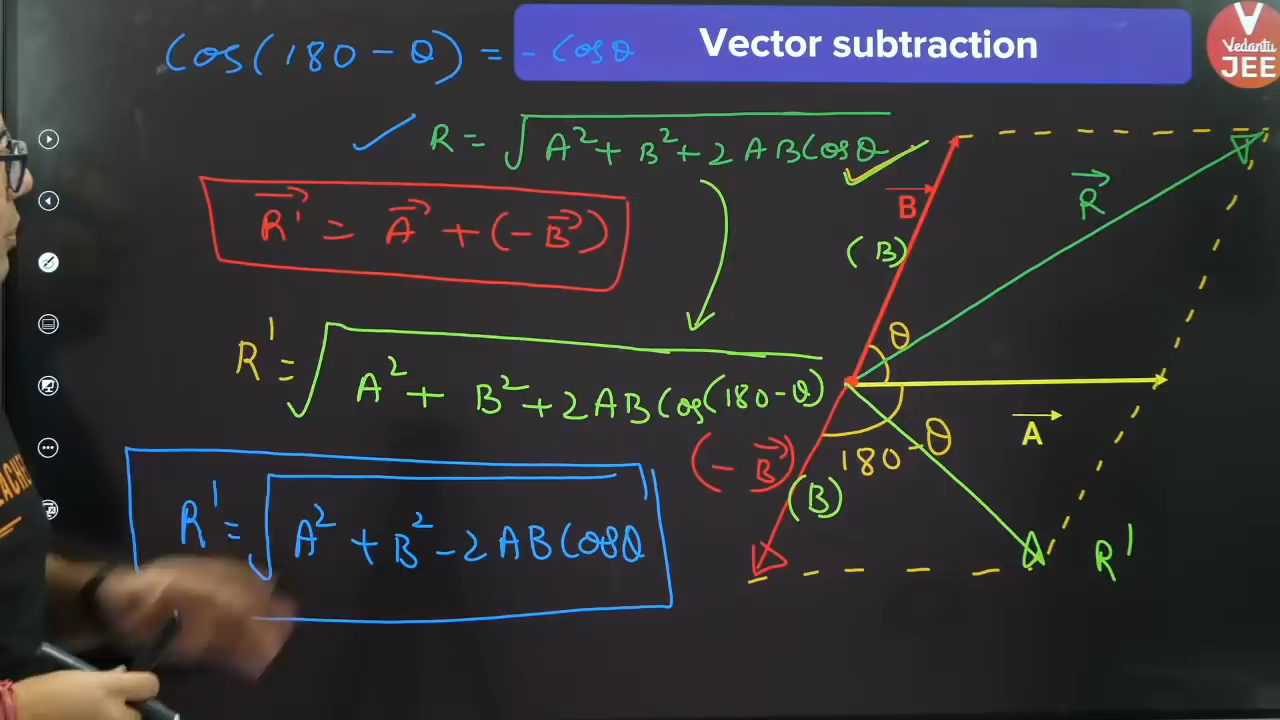 Cos(180 - θ) = - Cosθ
Vector subtraction
Vedantu
JEE
R = √A² + B² + 2ABCosθ
R⃗' = A⃗ + (-B⃗)
R' = √A² + B² + 2ABCos(180-θ)
R' = √A² + B² - 2ABCosθ
B⃗
(B)
R⃗
θ
A⃗
180 - θ
(-B⃗)
(B)
R'